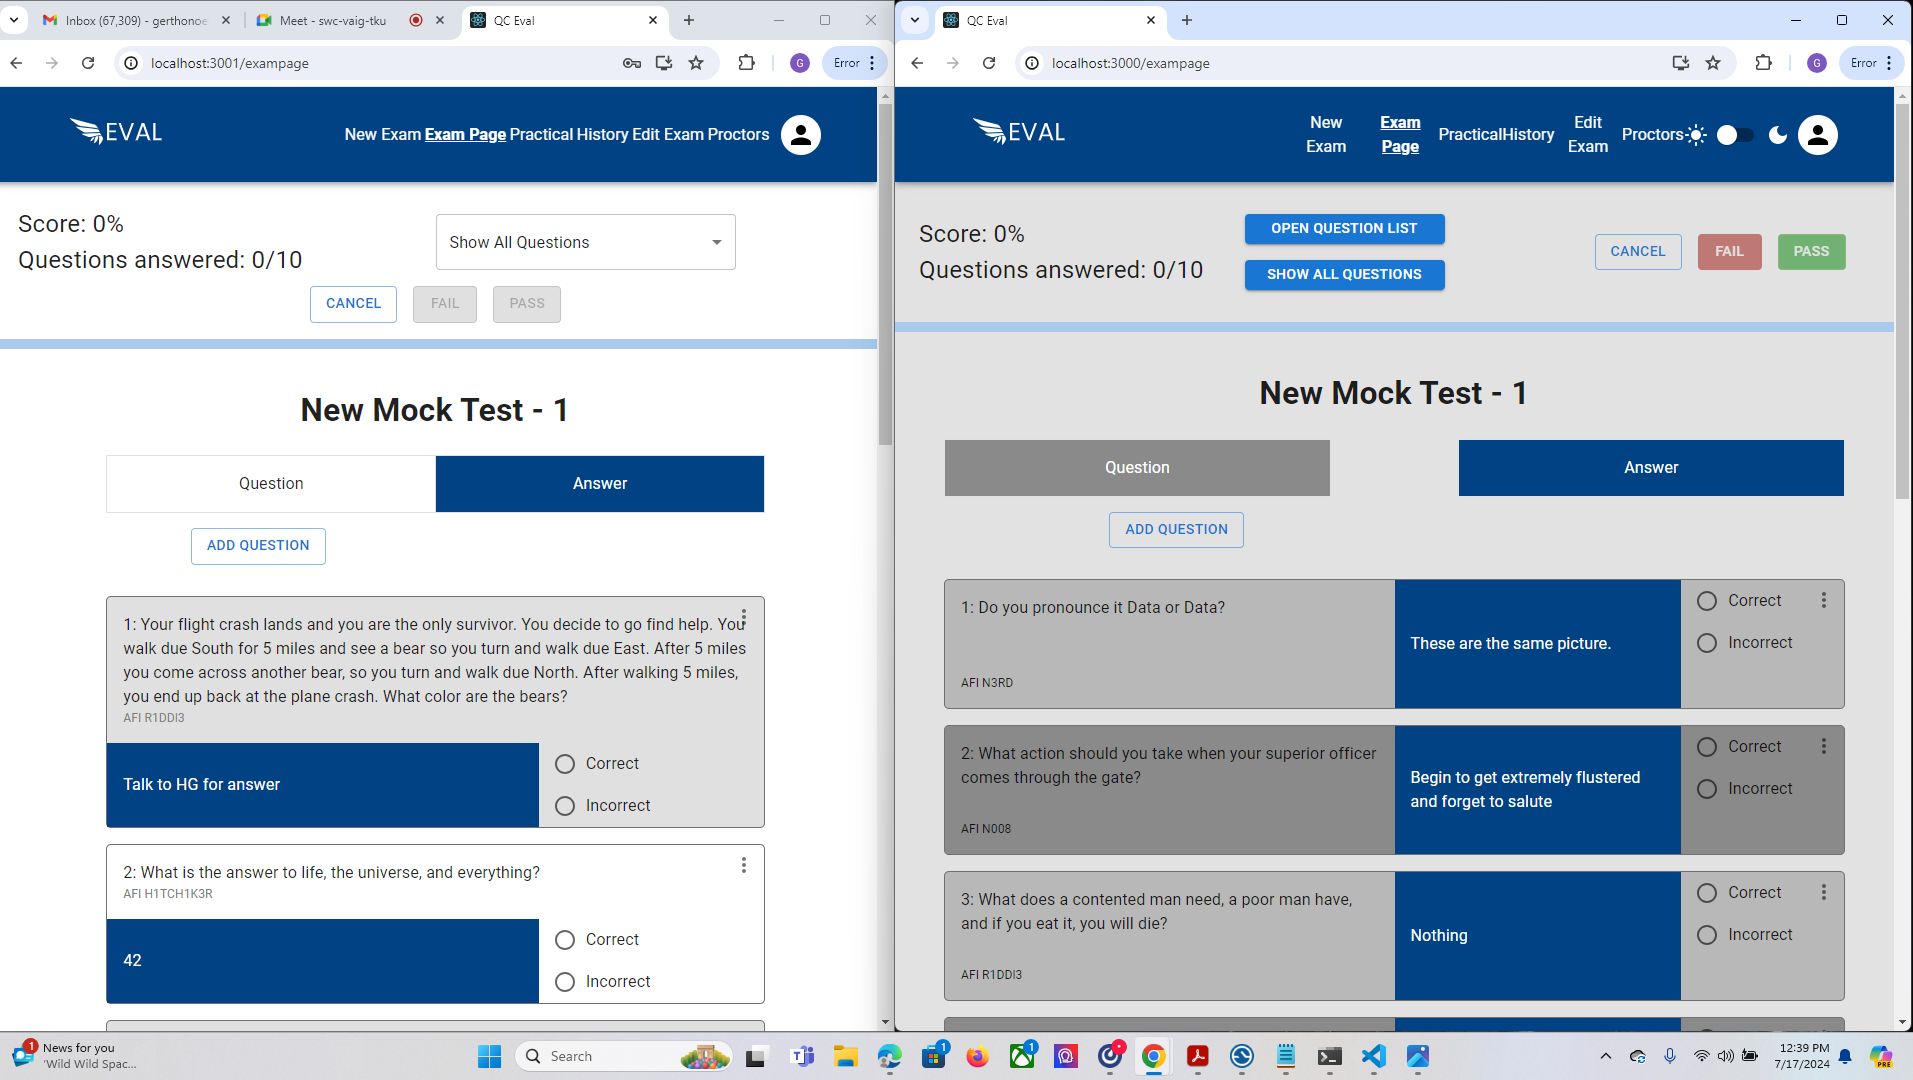 Inbox (67,309) - gerthonoe
Meet - swc-vaig-tku
QC Eval
localhost:3001/exampage
G
Error
EVAL
New Exam Exam Page Practical History Edit Exam Proctors
Score: 0%
Questions answered: 0/10
Show All Questions
CANCEL
FAIL
PASS
New Mock Test - 1
Question
Answer
ADD QUESTION
1: Your flight crash lands and you are the only survivor. You decide to go find help. You
walk due South for 5 miles and see a bear so you turn and walk due East. After 5 miles
you come across another bear, so you turn and walk due North. After walking 5 miles,
you end up back at the plane crash. What color are the bears?
AFI R1DDI3
Talk to HG for answer
Correct
Incorrect
2: What is the answer to life, the universe, and everything?
AFI H1TCH1K3R
42
Correct
Incorrect
QC Eval
localhost:3000/exampage
G
Error
EVAL
New
Exam
Exam
Page
Practical
History
Edit
Exam
Proctors
Score: 0%
Questions answered: 0/10
OPEN QUESTION LIST
SHOW ALL QUESTIONS
CANCEL
FAIL
PASS
New Mock Test - 1
Question
Answer
ADD QUESTION
1: Do you pronounce it Data or Data?
AFI N3RD
These are the same picture.
Correct
Incorrect
2: What action should you take when your superior officer
comes through the gate?
AFI N008
Begin to get extremely flustered
and forget to salute
Correct
Incorrect
3: What does a contented man need, a poor man have,
and if you eat it, you will die?
AFI R1DDI3
Nothing
Correct
Incorrect
1
News for you
'Wild Wild Spac...
Search
1
1
12:39 PM
7/17/2024
PRE